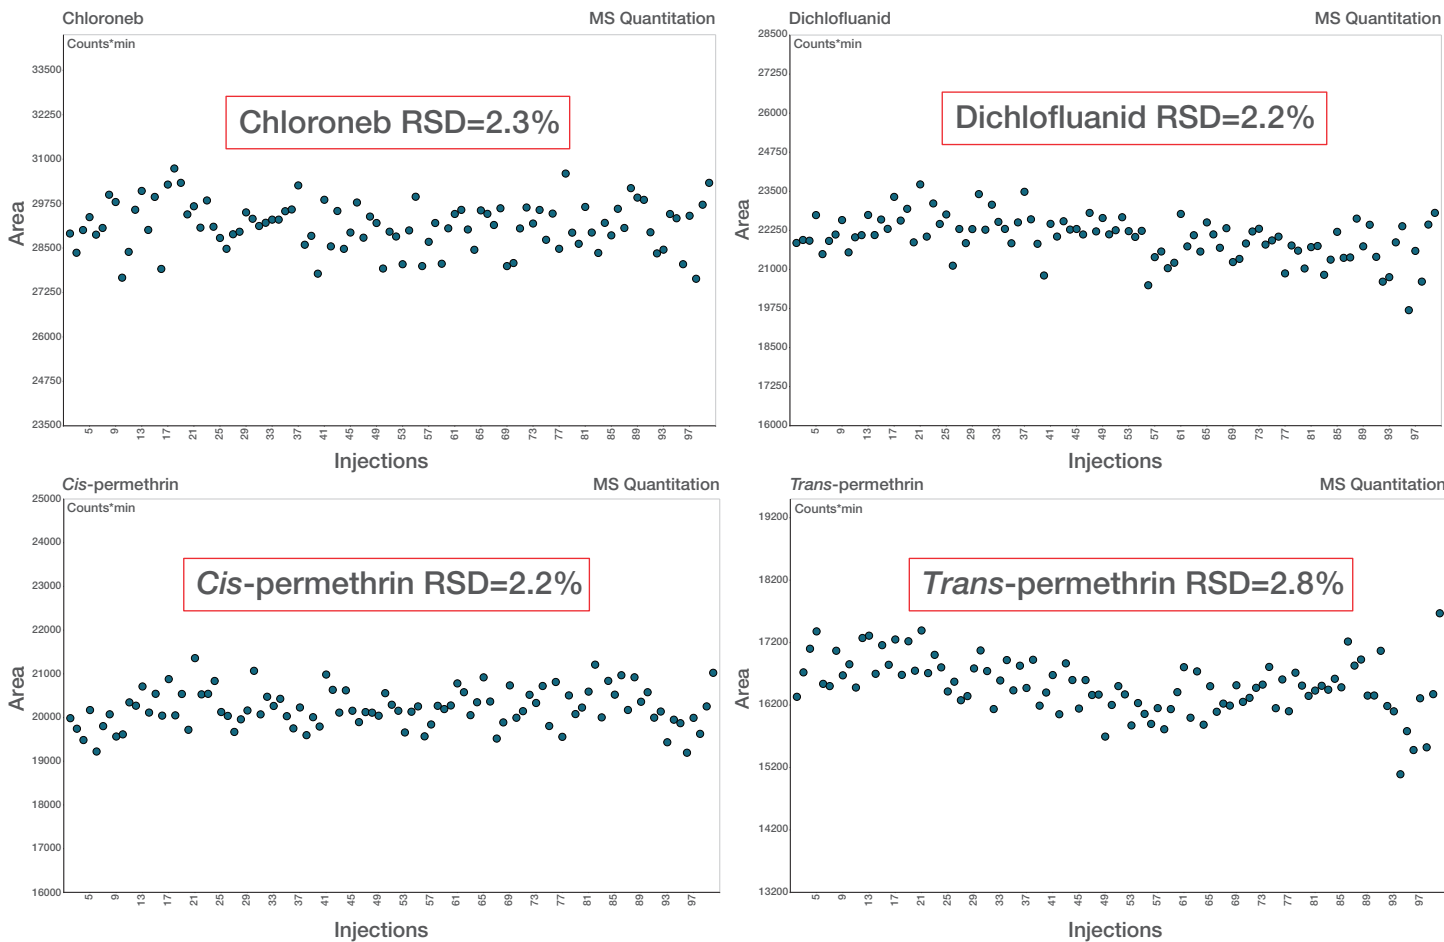 Chloroneb MS Quantitation
Counts*min
Chloroneb RSD=2.3%
Area
33500
32250
31000
29750
28500
27250
26000
24750
23500
5 9 13 17 21 25 29 33 37 41 45 49 53 57 61 65 69 73 77 81 85 89 93 97
Injections
Dichlofluanid MS Quantitation
Counts*min
Dichlofluanid RSD=2.2%
Area
28500
27250
26000
24750
23500
22250
21000
19750
18500
17250
16000
5 9 13 17 21 25 29 33 37 41 45 49 53 57 61 65 69 73 77 81 85 89 93 97
Injections
Cis-permethrin MS Quantitation
Counts*min
Cis-permethrin RSD=2.2%
Area
25000
24000
23000
22000
21000
20000
19000
18000
17000
16000
5 9 13 17 21 25 29 33 37 41 45 49 53 57 61 65 69 73 77 81 85 89 93 97
Injections
Trans-permethrin MS Quantitation
Counts*min
Trans-permethrin RSD=2.8%
Area
19200
18200
17200
16200
15200
14200
13200
5 9 13 17 21 25 29 33 37 41 45 49 53 57 61 65 69 73 77 81 85 89 93 97
Injections